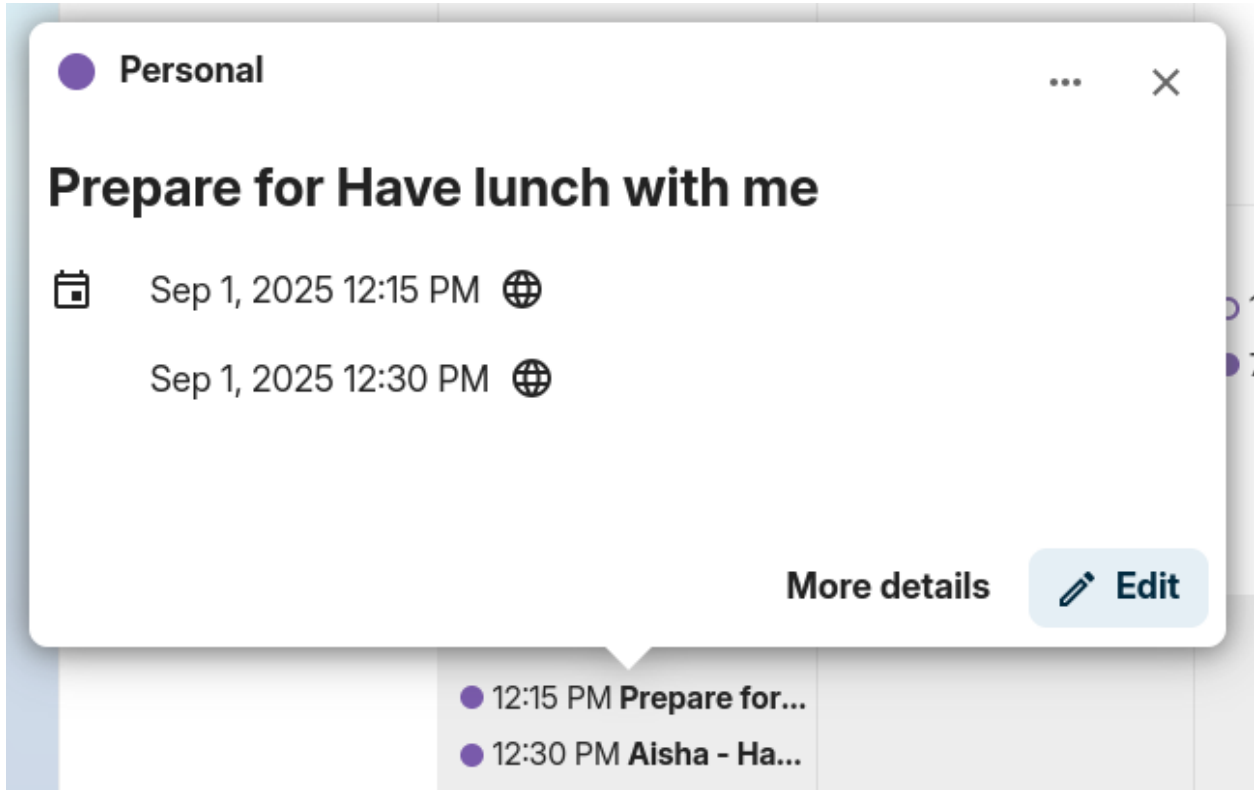 Personal
Prepare for Have lunch with me
Sep 1, 2025 12:15 PM
Sep 1, 2025 12:30 PM
More details
Edit
12:15 PM Prepare for...
12:30 PM Aisha - Ha...